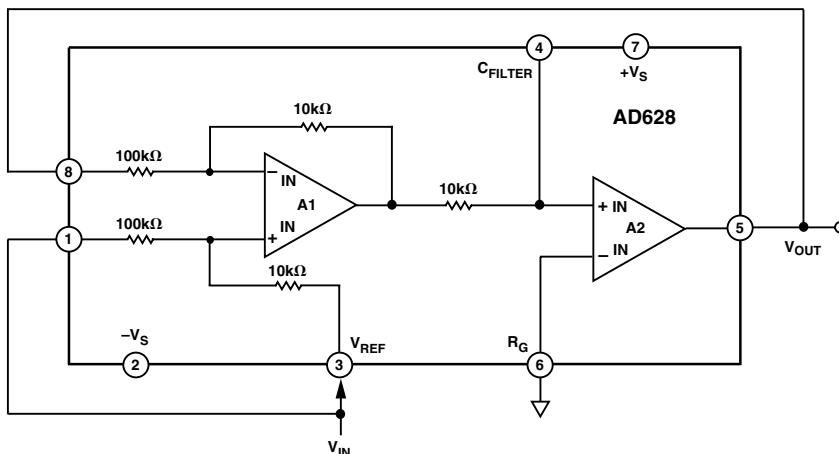 4
7
C_FILTER
+V_S
10kΩ
AD628
8
100kΩ
− IN
A1
10kΩ
+ IN
A2
5
1
100kΩ
+ IN
− IN
V_OUT
10kΩ
−V_S
V_REF
R_G
2
3
6
V_IN